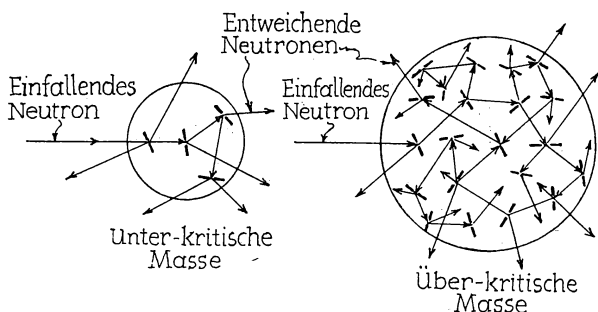 Entweichende
Neutronen
Einfallendes
Neutron
Einfallendes
Neutron
unter-kritische
Masse
Über-kritische
Masse